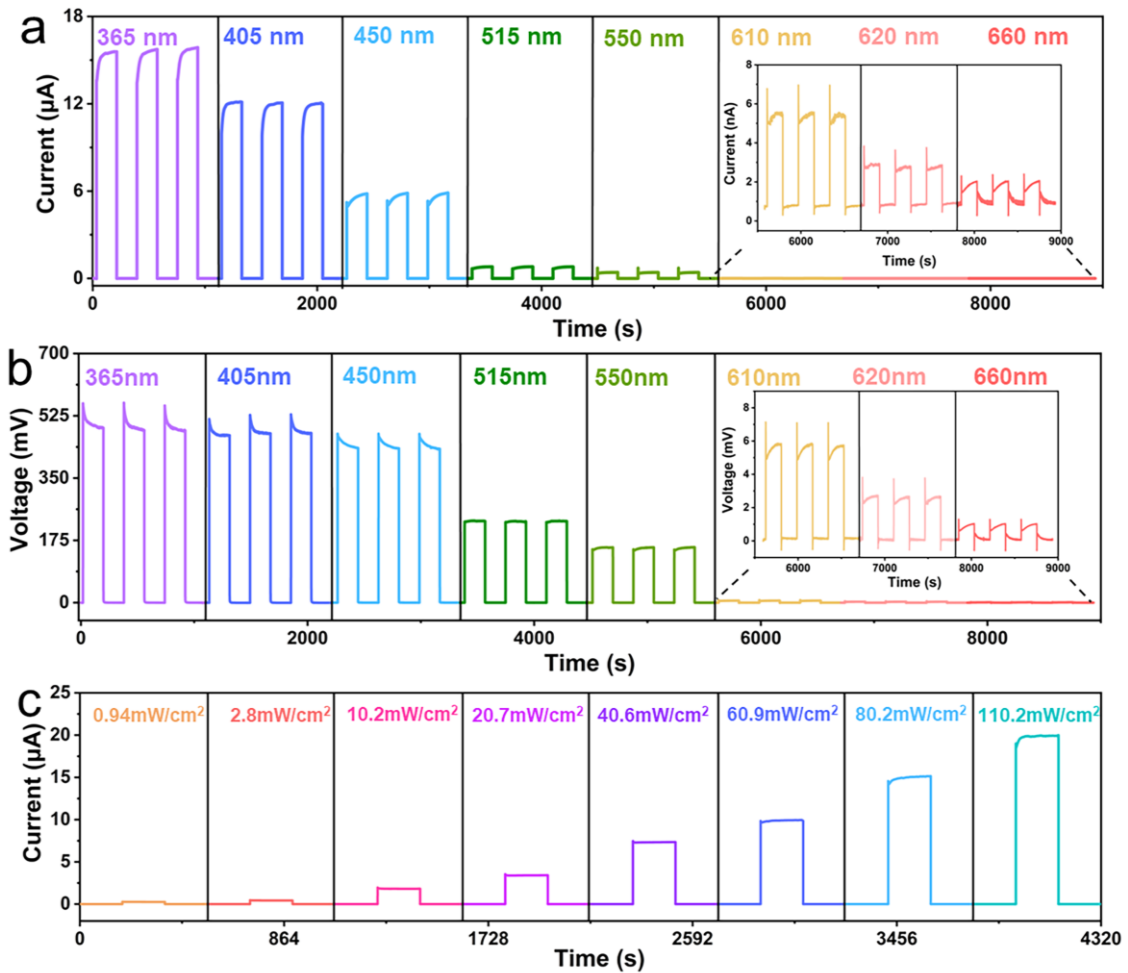 a
365 nm 405 nm 450 nm 515 nm 550 nm 610 nm 620 nm 660 nm
Current (μA)
18
12
6
0
0 2000 4000 6000 8000
Time (s)
Current (nA)
8
6
4
2
0
6000 7000 8000 9000
Time (s)
b
365nm 405nm 450nm 515nm 550nm 610nm 620nm 660nm
Voltage (mV)
700
525
350
175
0
0 2000 4000 6000 8000
Time (s)
Voltage (mV)
8
6
4
2
0
6000 7000 8000 9000
Time (s)
c
0.94mW/cm² 2.8mW/cm² 10.2mW/cm² 20.7mW/cm² 40.6mW/cm² 60.9mW/cm² 80.2mW/cm² 110.2mW/cm²
Current (μA)
25
20
15
10
5
0
0 864 1728 2592 3456 4320
Time (s)